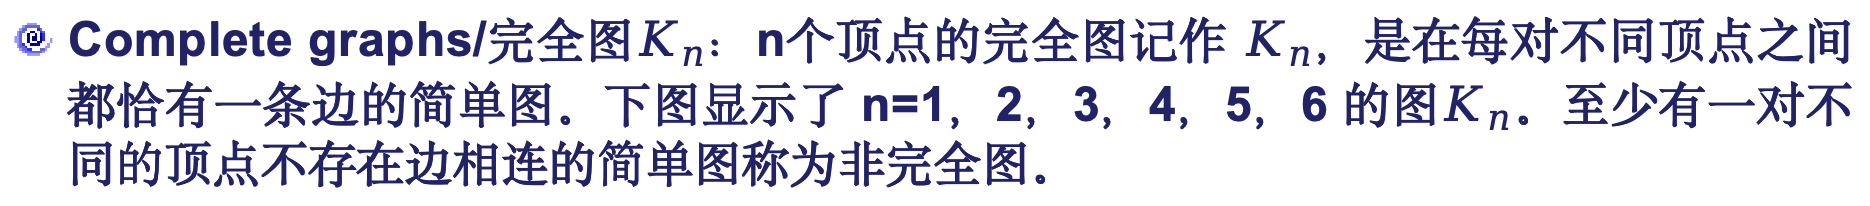 Complete graphs/完全图Kₙ：n个顶点的完全图记作 Kₙ，是在每对不同顶点之间
都恰有一条边的简单图。下图显示了 n=1，2，3，4，5，6 的图Kₙ。至少有一对不
同的顶点不存在边相连的简单图称为非完全图.